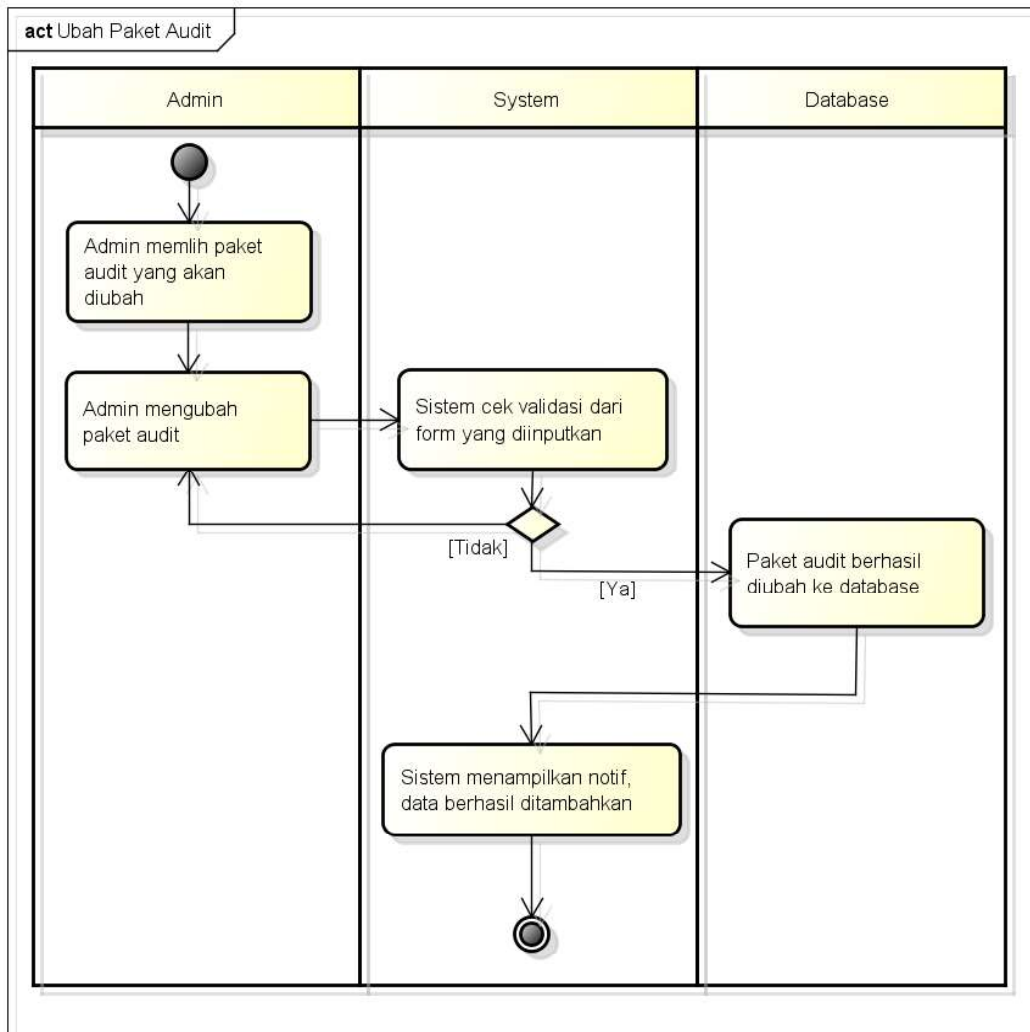 act Ubah Paket Audit
Admin
System
Database
Admin memlih paket
audit yang akan
diubah
Admin mengubah
paket audit
Sistem cek validasi dari
form yang diinputkan
[Tidak]
[Ya]
Paket audit berhasil
diubah ke database
Sistem menampilkan notif,
data berhasil ditambahkan